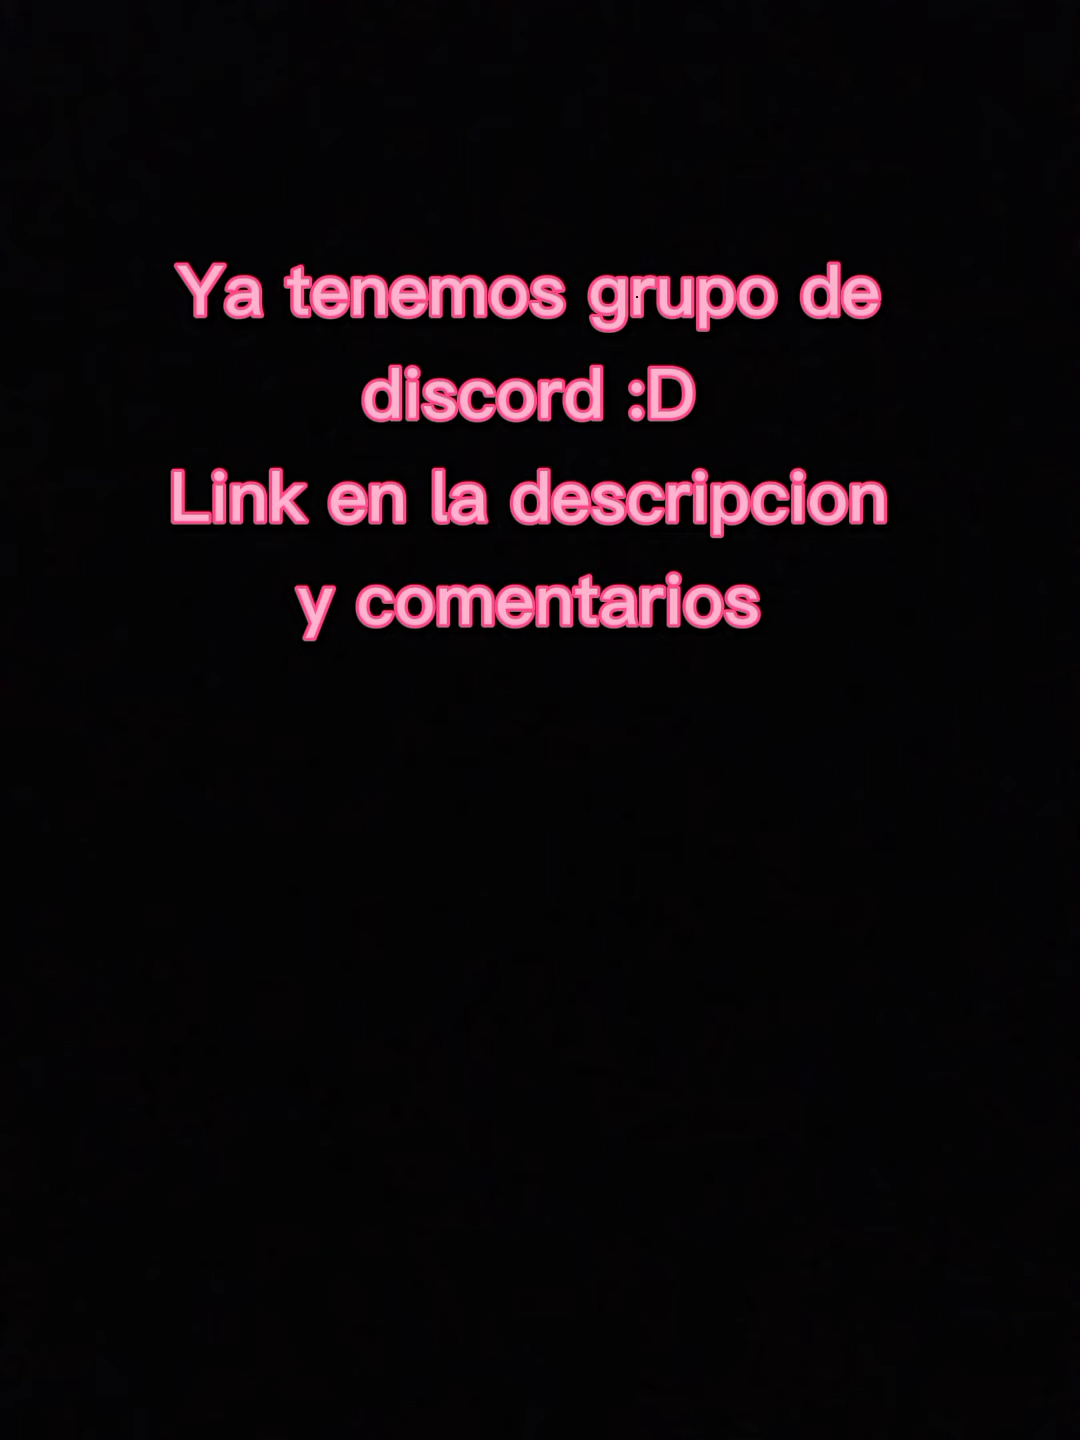 Ya tenemos grupo de
discord :D
Link en la descripcion
y comentarios